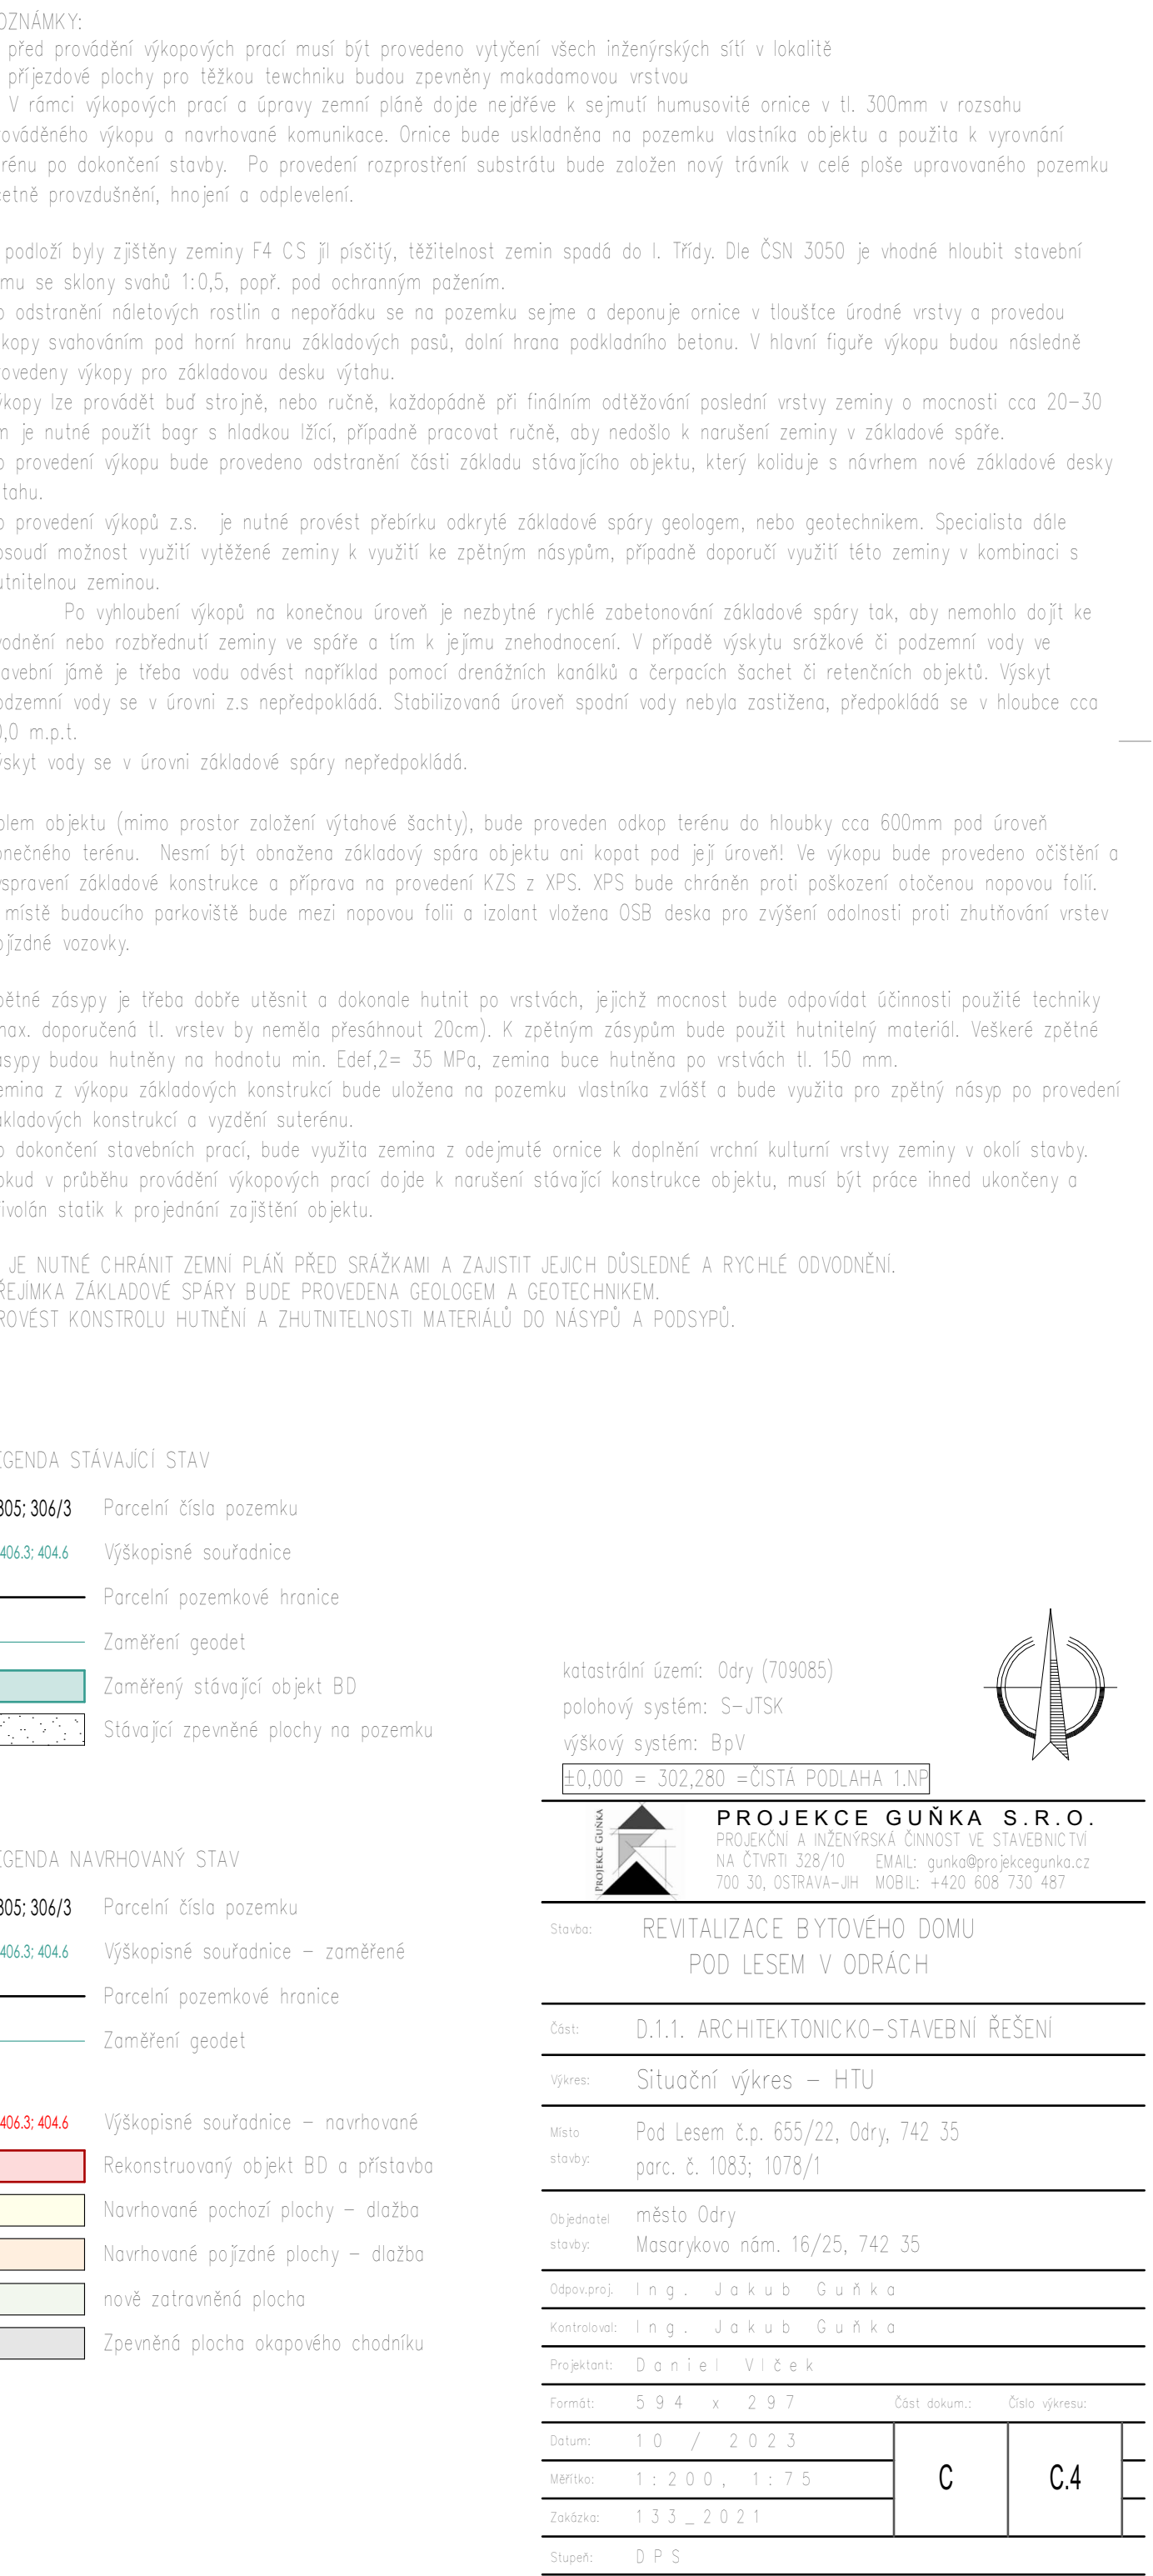 OZNÁMKY:
před provádění výkopových prací musí být provedeno vytyčení všech inženýrských sítí v lokalitě
příjezdové plochy pro těžkou tewchniku budou zpevněny makadamovou vrstvou
V rámci výkopových prací a úpravy zemní pláně dojde nejdřéve k sejmutí humusovité ornice v tl. 300mm v rozsahu
rováděného výkopu a navrhované komunikace. Ornice bude uskladněna na pozemku vlastníka objektu a použita k vyrovnání
rénu po dokončení stavby. Po provedení rozprostření substrátu bude založen nový trávník v celé ploše upravovaného pozemku
četně provzdušnění, hnojení a odplevelení.
podloží byly zjištěny zeminy F4 CS jíl písčitý, těžitelnost zemin spadá do I. Třídy. Dle ČSN 3050 je vhodné hloubit stavební
mu se sklony svahů 1:0,5, popř. pod ochranným pažením.
o odstranění náletových rostlin a nepořádku se na pozemku sejme a deponuje ornice v tloušťce úrodné vrstvy a provedou
kopy svahováním pod horní hranu základových pasů, dolní hrana podkladního betonu. V hlavní figuře výkopu budou následně
rovedeny výkopy pro základovou desku výtahu.
ýkopy lze provádět buď strojně, nebo ručně, každopádně při finálním odtěžování poslední vrstvy zeminy o mocnosti cca 20-30
m je nutné použít bagr s hladkou lžící, případně pracovat ručně, aby nedošlo k narušení zeminy v základové spáře.
o provedení výkopu bude provedeno odstranění části základu stávajícího objektu, který koliduje s návrhem nové základové desky
tahu.
o provedení výkopů z.s. je nutné provést přebírku odkryté základové spáry geologem, nebo geotechnikem. Specialista dále
osoudí možnost využití vytěžené zeminy k využití ke zpětným násypům, případně doporučí využití této zeminy v kombinaci s
utnitelnou zeminou.
Po vyhloubení výkopů na konečnou úroveň je nezbytné rychlé zabetonování základové spáry tak, aby nemohlo dojít ke
vodnění nebo rozbřednutí zeminy ve spáře a tím k jejímu znehodnocení. V případě výskytu srážkové či podzemní vody ve
avební jámě je třeba vodu odvést například pomocí drenážních kanálků a čerpacích šachet či retenčních objektů. Výskyt
odzemní vody se v úrovni z.s nepředpokládá. Stabilizovaná úroveň spodní vody nebyla zastižena, předpokládá se v hloubce cca
0,0 m.p.t.
ýskyt vody se v úrovni základové spáry nepředpokládá.
olem objektu (mimo prostor založení výtahové šachty), bude proveden odkop terénu do hloubky cca 600mm pod úroveň
onečného terénu. Nesmí být obnažena základový spára objektu ani kopat pod její úroveň! Ve výkopu bude provedeno očištění a
yspravení základové konstrukce a příprava na provedení KZS z XPS. XPS bude chráněn proti poškození otočenou nopovou folií.
místě budoucího parkoviště bude mezi nopovou folii a izolant vložena OSB deska pro zvýšení odolnosti proti zhutňování vrstev
ojízdné vozovky.
pětné zásypy je třeba dobře utěsnit a dokonale hutnit po vrstvách, jejichž mocnost bude odpovídat účinnosti použité techniky
max. doporučená tl. vrstev by neměla přesáhnout 20cm). K zpětným zásypům bude použit hutnitelný materiál. Veškeré zpětné
ásypy budou hutněny na hodnotu min. Edef,2= 35 MPa, zemina buce hutněna po vrstvách tl. 150 mm.
emina z výkopu základových konstrukcí bude uložena na pozemku vlastníka zvlášť a bude využita pro zpětný násyp po provedení
ákladových konstrukcí a vyzdění suterénu.
o dokončení stavebních prací, bude využita zemina z odejmuté ornice k doplnění vrchní kulturní vrstvy zeminy v okolí stavby.
okud v průběhu provádění výkopových prací dojde k narušení stávající konstrukce objektu, musí být práce ihned ukončeny a
řivolán statik k projednání zajištění objektu.
JE NUTNÉ CHRÁNIT ZEMNÍ PLÁŇ PŘED SRÁŽKAMI A ZAJISTIT JEJICH DŮSLEDNÉ A RYCHLÉ ODVODNĚNÍ.
ŘEJÍMKA ZÁKLADOVÉ SPÁRY BUDE PROVEDENA GEOLOGEM A GEOTECHNIKEM.
ROVÉST KONSTROLU HUTNĚNÍ A ZHUTNITELNOSTI MATERIÁLŮ DO NÁSYPŮ A PODSYPŮ.
EGENDA STÁVAJÍCÍ STAV
305; 306/3 Parcelní čísla pozemku
406.3; 404.6 Výškopisné souřadnice
Parcelní pozemkové hranice
Zaměření geodet
Zaměřený stávající objekt BD
Stávající zpevněné plochy na pozemku
EGENDA NAVRHOVANÝ STAV
305; 306/3 Parcelní čísla pozemku
406.3; 404.6 Výškopisné souřadnice – zaměřené
Parcelní pozemkové hranice
Zaměření geodet
406.3; 404.6 Výškopisné souřadnice – navrhované
Rekonstruovaný objekt BD a přístavba
Navrhované pochozí plochy – dlažba
Navrhované pojízdné plochy – dlažba
nově zatravněná plocha
Zpevněná plocha okapového chodníku
katastrální území: Odry (709085)
polohový systém: S-JTSK
výškový systém: BpV
±0,000 = 302,280 =ČISTÁ PODLAHA 1.NP
PROJEKCE GUŇKA
PROJEKCE GUŇKA S.R.O.
PROJEKČNÍ A INŽENÝRSKÁ ČINNOST VE STAVEBNICTVÍ
NA ČTVRTI 328/10 EMAIL: gunka@projekcegunka.cz
700 30, OSTRAVA-JIH MOBIL: +420 608 730 487
Stavba: REVITALIZACE BYTOVÉHO DOMU
POD LESEM V ODRÁCH
Část: D.1.1. ARCHITEKTONICKO-STAVEBNÍ ŘEŠENÍ
Výkres: Situační výkres – HTU
Místo stavby: Pod Lesem č.p. 655/22, Odry, 742 35
parc. č. 1083; 1078/1
Objednatel stavby: město Odry
Masarykovo nám. 16/25, 742 35
Odpov.proj. Ing. Jakub Guňka
Kontroloval: Ing. Jakub Guňka
Projektant: Daniel Vlček
Formát: 594 x 297 Část dokum.: Číslo výkresu:
Datum: 10 / 2023
Měřítko: 1:200, 1:75 C C.4
Zakázka: 133_2021
Stupeň: DPS